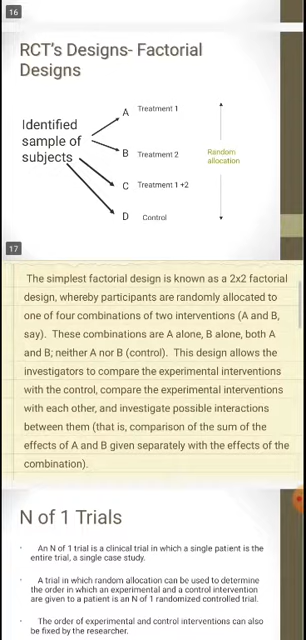 16
RCT's Designs- Factorial
Designs
Identified
sample of
subjects
A Treatment 1
B Treatment 2
C Treatment 1 +2
D Control
Random
allocation
17
The simplest factorial design is known as a 2x2 factorial
design, whereby participants are randomly allocated to
one of four combinations of two interventions (A and B,
say). These combinations are A alone, B alone, both A
and B; neither A nor B (control). This design allows the
investigators to compare the experimental interventions
with the control, compare the experimental interventions
with each other, and investigate possible interactions
between them (that is, comparison of the sum of the
effects of A and B given separately with the effects of the
combination).
N of 1 Trials
An N of 1 trial is a clinical trial in which a single patient is the
entire trial, a single case study.
A trial in which random allocation can be used to determine
the order in which an experimental and a control intervention
are given to a patient is an N of 1 randomized controlled trial.
The order of experimental and control interventions can also
be fixed by the researcher.